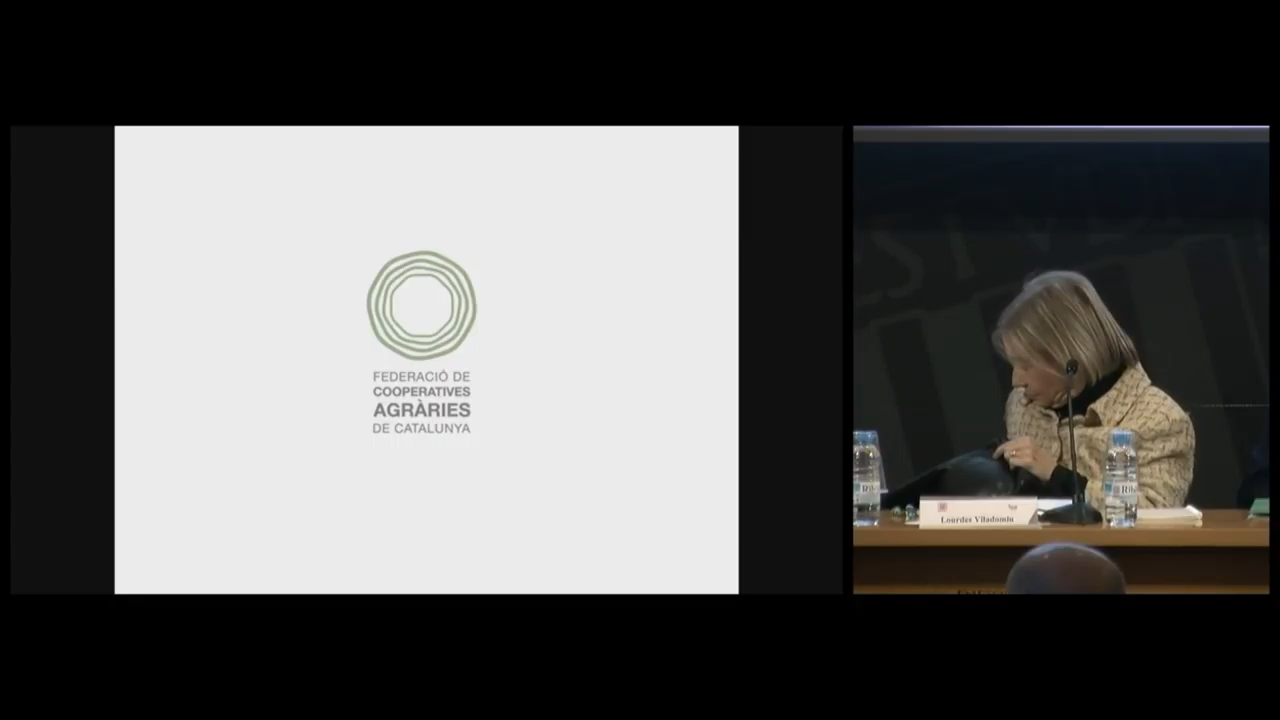 FEDERACIÓ DE
COOPERATIVES
AGRÀRIES
DE CATALUNYA
Lourdes Viladomiu